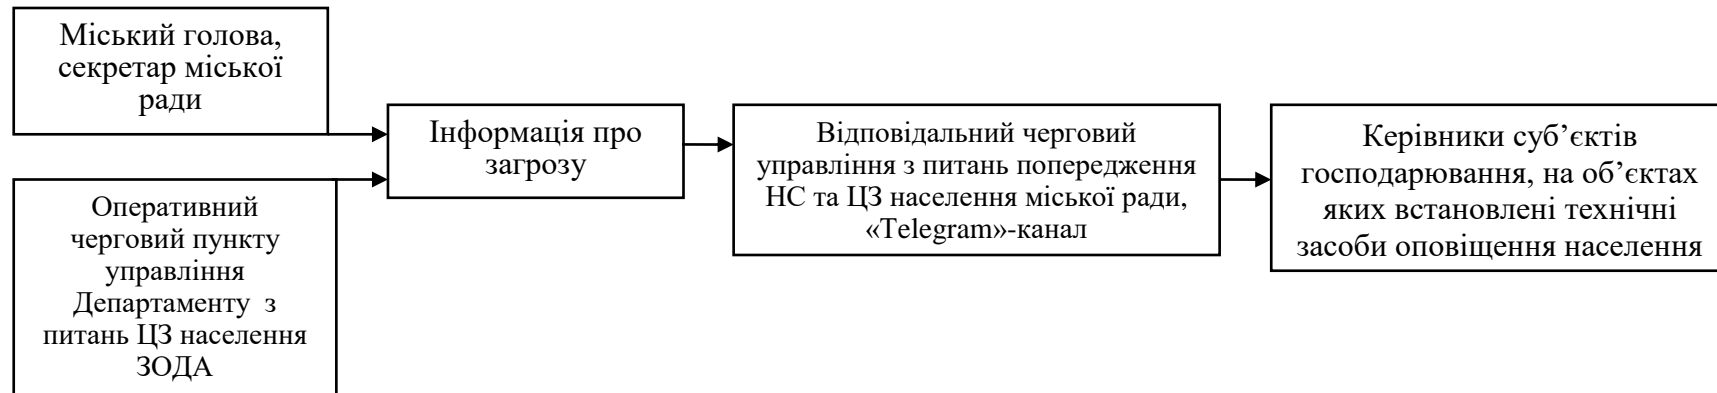 Міський голова,
секретар міської
ради
Оперативний
черговий пункту
управління
Департаменту з
питань ЦЗ населення
ЗОДА
Інформація про
загрозу
Відповідальний черговий
управління з питань попередження
НС та ЦЗ населення міської ради,
«Telegram»-канал
Керівники суб’єктів
господарювання, на об’єктах
яких встановлені технічні
засоби оповіщення населення